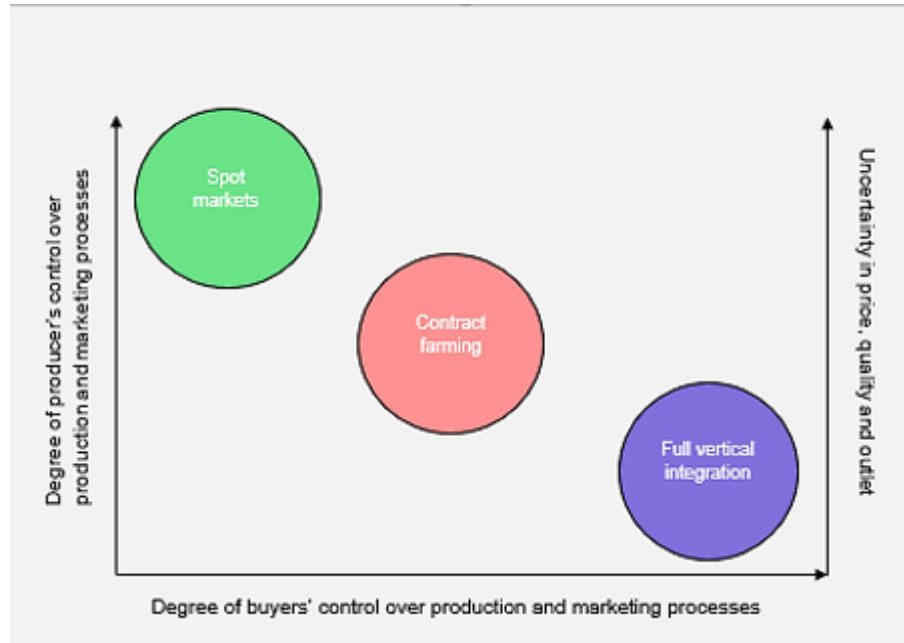 Spot
markets
Contract
farming
Full vertical
integration
Degree of producer's control over
production and marketing processes
Uncertainty in price, quality and outlet
Degree of buyers' control over production and marketing processes